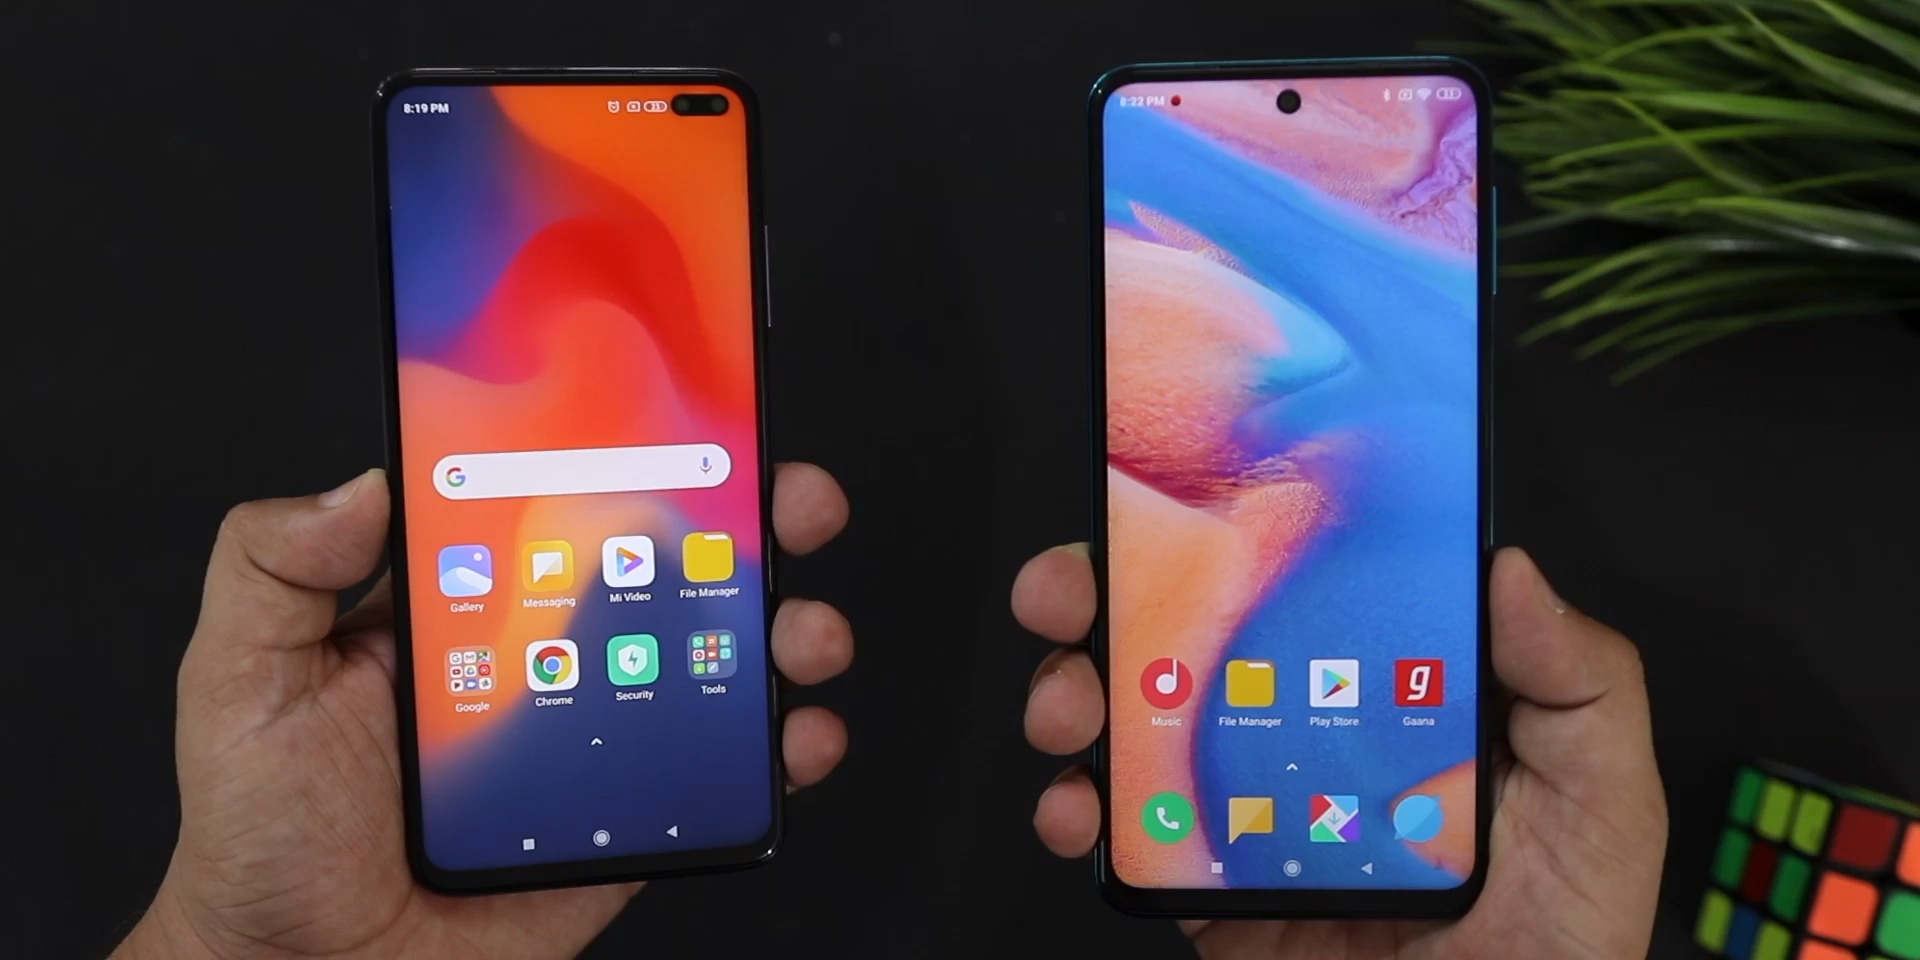 8:19 PM
21
Gallery
Messaging
Mi Video
File Manager
Google
Chrome
Security
Tools
8:22 PM
Music
File Manager
Play Store
Gaana